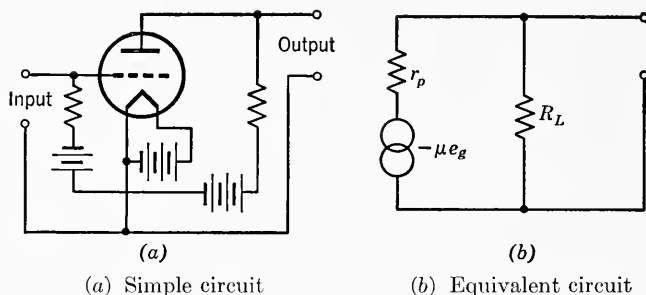 Input
Output
(a)
r_p
-μe_g
R_L
(b)
(a) Simple circuit
(b) Equivalent circuit